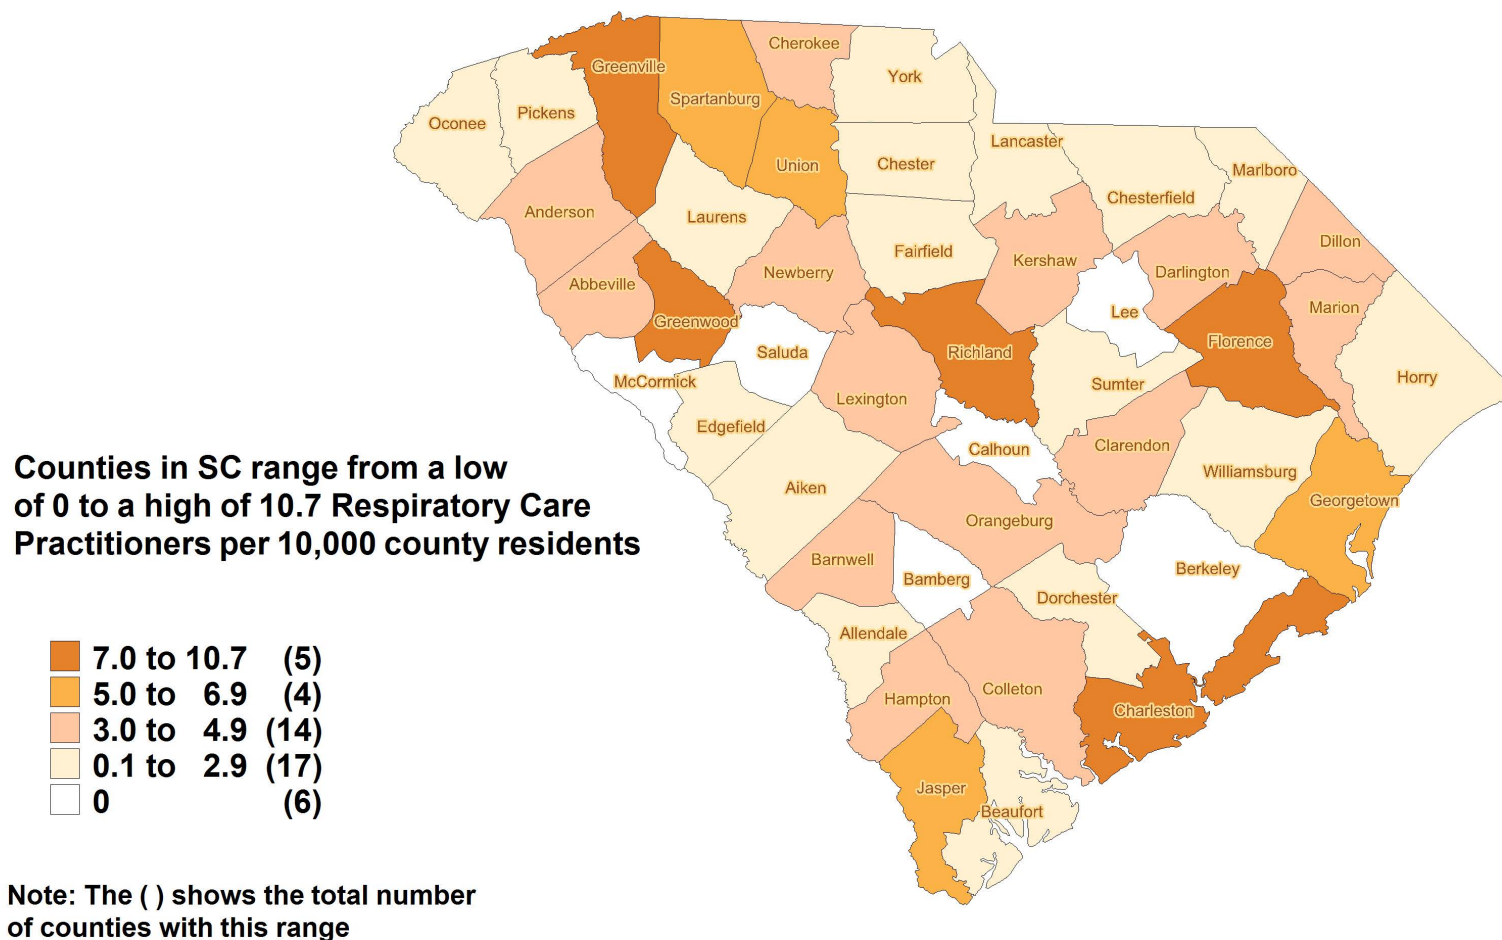 Cherokee
Greenville
York
Spartanburg
Pickens
Oconee
Lancaster
Union
Chester
Marlboro
Chesterfield
Anderson
Laurens
Dillon
Fairfield
Kershaw
Newberry
Darlington
Abbeville
Marion
Lee
Greenwood
Florence
Saluda
Richland
Horry
McCormick
Sumter
Lexington
Edgefield
Clarendon
Calhoun
Williamsburg
Aiken
Georgetown
Orangeburg
Barnwell
Berkeley
Bamberg
Dorchester
Allendale
Colleton
Hampton
Charleston
Jasper
Beaufort
Counties in SC range from a low
of 0 to a high of 10.7 Respiratory Care
Practitioners per 10,000 county residents
7.0 to 10.7 (5)
5.0 to 6.9 (4)
3.0 to 4.9 (14)
0.1 to 2.9 (17)
0 (6)
Note: The ( ) shows the total number
of counties with this range